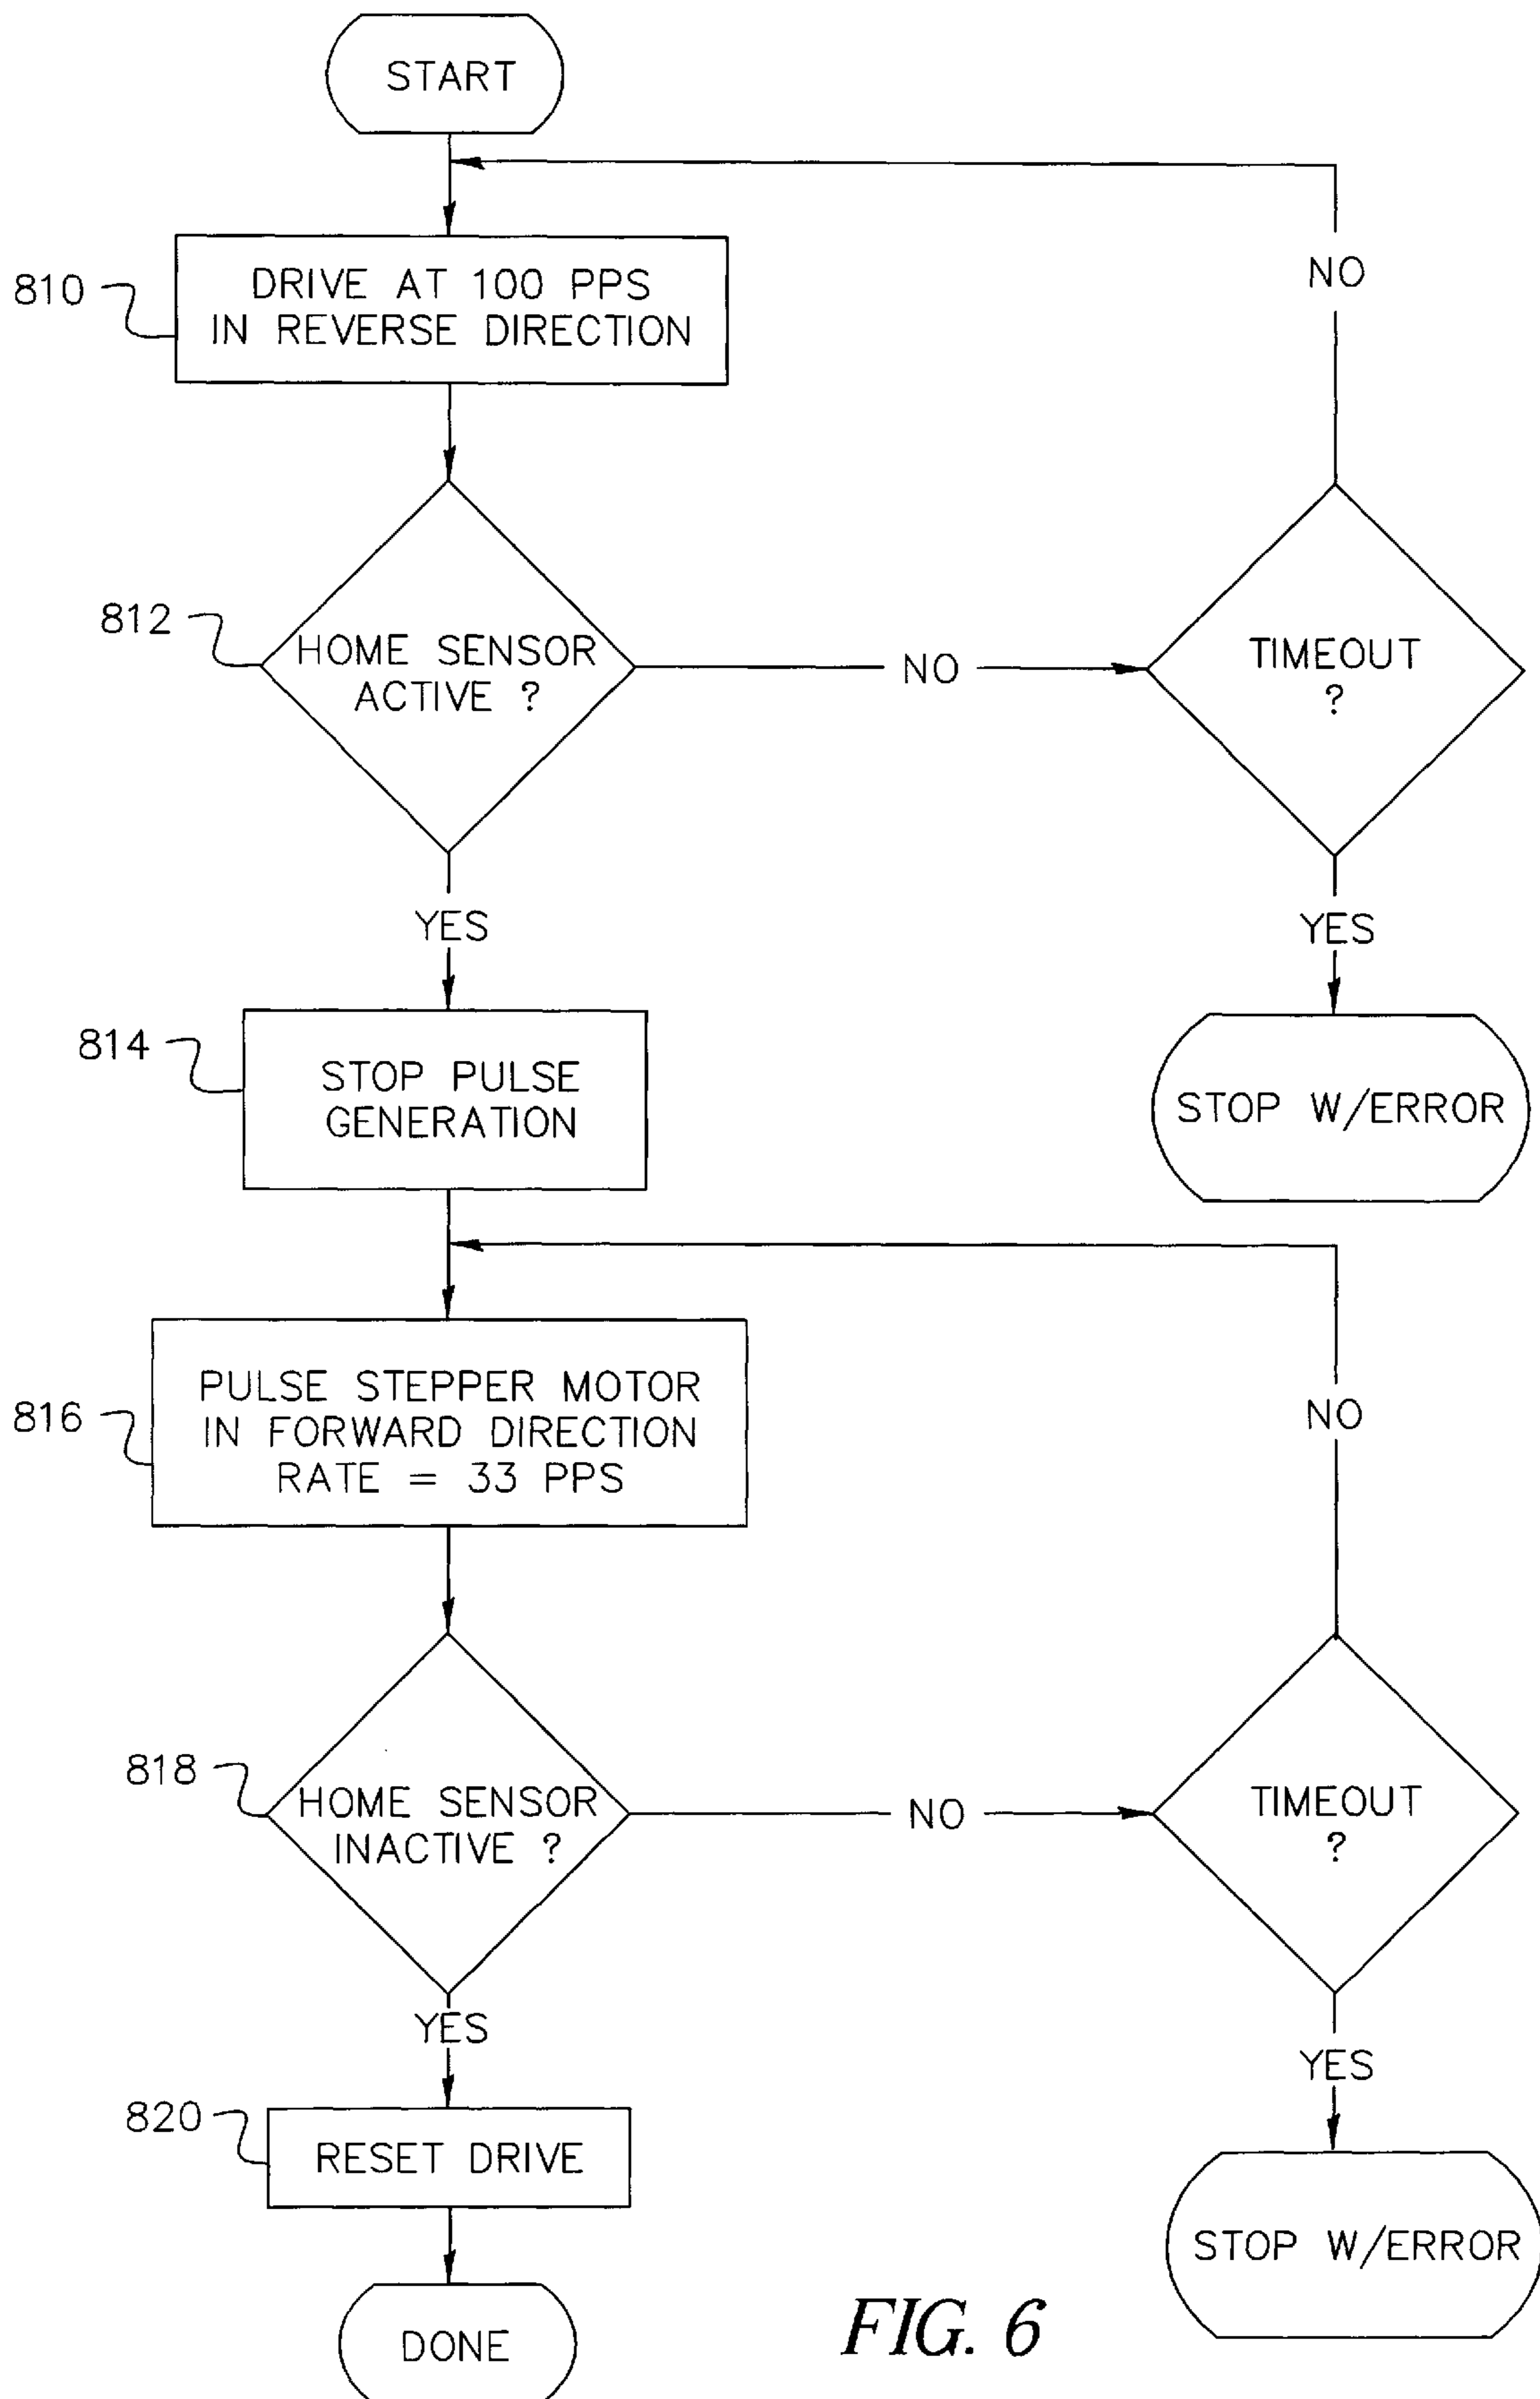 START
NO
810
DRIVE AT 100 PPS
IN REVERSE DIRECTION
812
HOME SENSOR
ACTIVE ?
NO
TIMEOUT
?
YES
YES
814
STOP PULSE
GENERATION
STOP W/ERROR
816
PULSE STEPPER MOTOR
IN FORWARD DIRECTION
RATE = 33 PPS
NO
818
HOME SENSOR
INACTIVE ?
NO
TIMEOUT
?
YES
YES
820
RESET DRIVE
STOP W/ERROR
DONE
FIG. 6